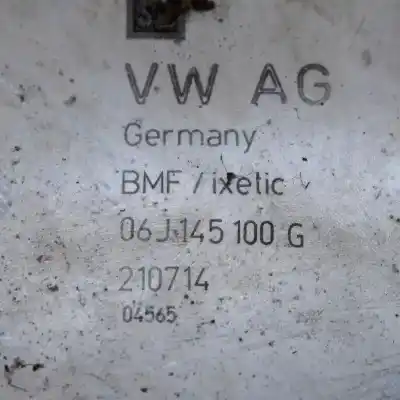 VW AG
Germany
BMF / ixetic
06J 145 100 G
210714
04565